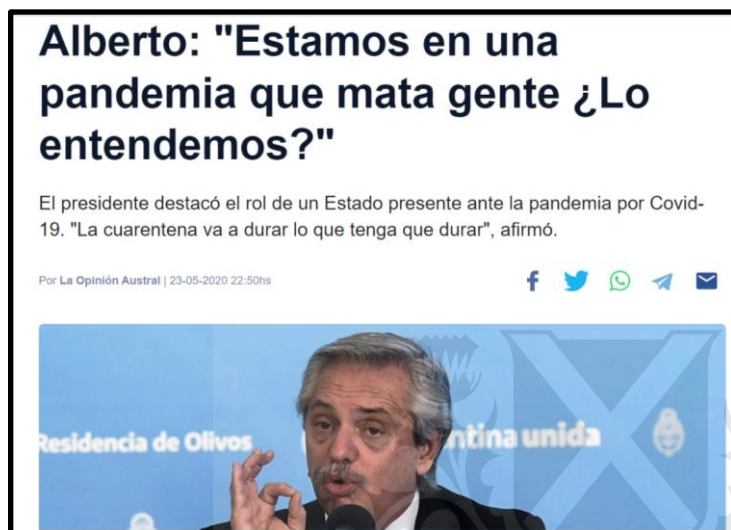 Alberto: "Estamos en una
pandemia que mata gente ¿Lo
entendemos?"
El presidente destacó el rol de un Estado presente ante la pandemia por Covid-
19. "La cuarentena va a durar lo que tenga que durar", afirmó.
Por La Opinión Austral | 23-05-2020 22:50hs
Residencia de Olivos
ntina unida